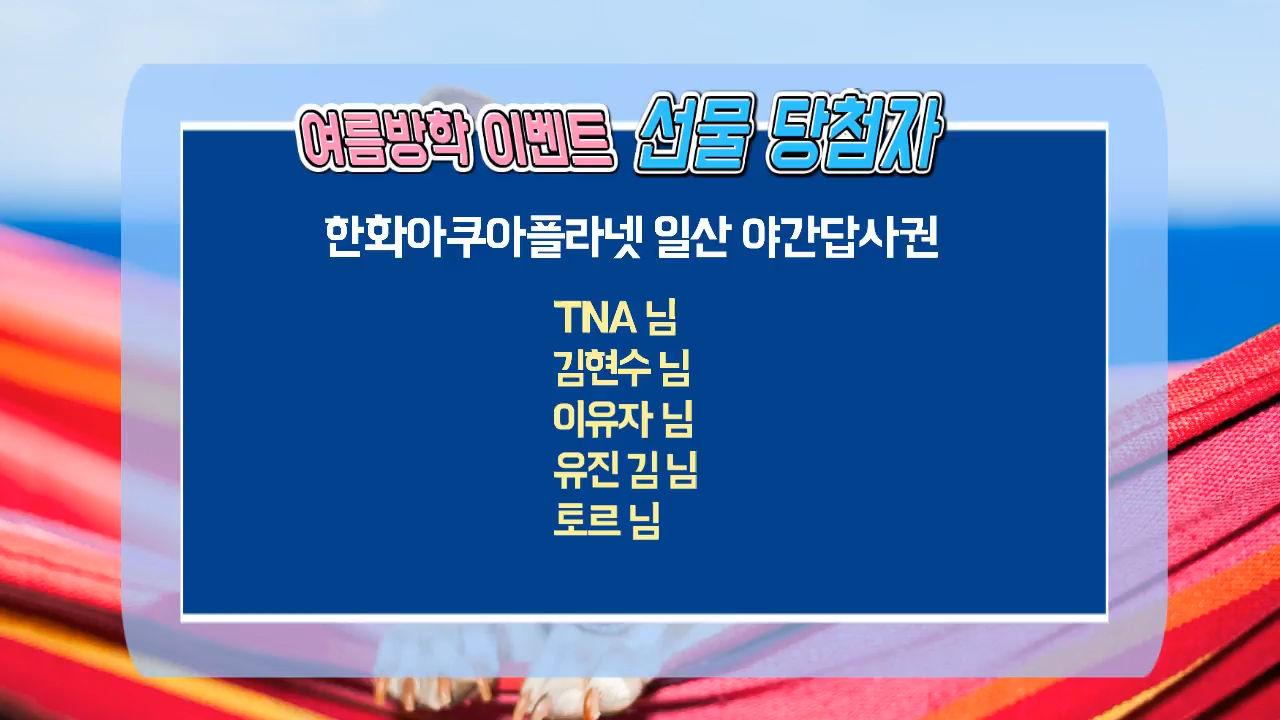 여름방학 이벤트 선물 당첨자
한화아쿠아플라넷 일산 야간답사권
TNA 님
김현수 님
이유자 님
유진 김 님
토르 님